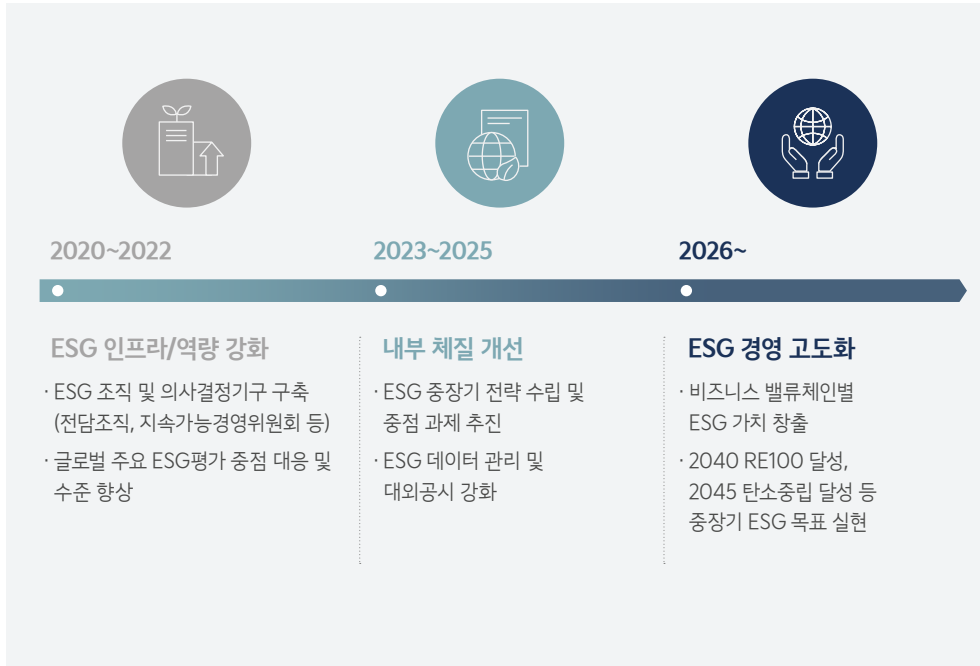 2020~2022
2023~2025
2026~
ESG 인프라/역량 강화
· ESG 조직 및 의사결정기구 구축
(전담조직, 지속가능경영위원회 등)
· 글로벌 주요 ESG평가 중점 대응 및
수준 향상
내부 체질 개선
· ESG 중장기 전략 수립 및
중점 과제 추진
· ESG 데이터 관리 및
대외공시 강화
ESG 경영 고도화
· 비즈니스 밸류체인별
ESG 가치 창출
· 2040 RE100 달성,
2045 탄소중립 달성 등
중장기 ESG 목표 실현